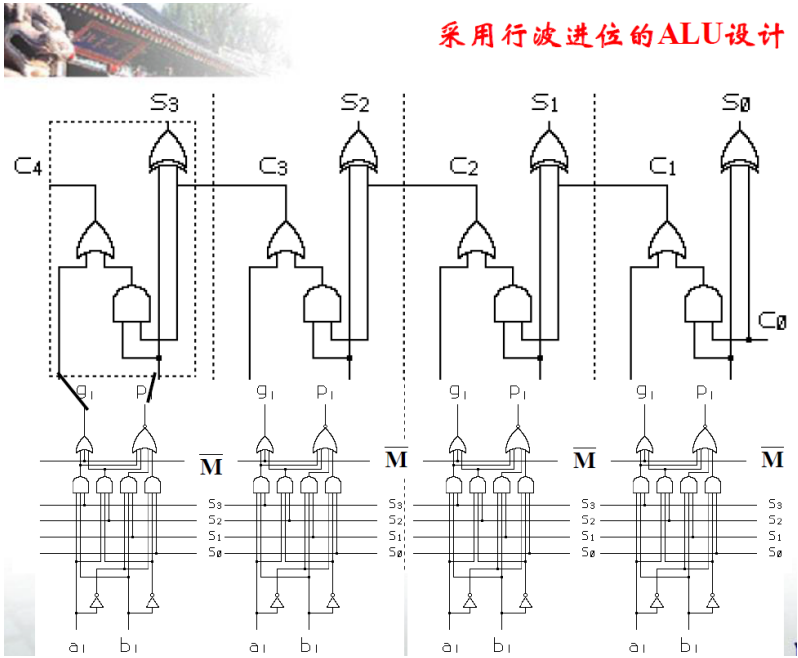 采用行波进位的ALU设计
S3 S2 S1 S0
C4 C3 C2 C1
C0
gi pi gi pi gi pi gi pi
M M M M
S3 S3 S3 S3
S2 S2 S2 S2
S1 S1 S1 S1
S0 S0 S0 S0
ai bi ai bi ai bi ai bi